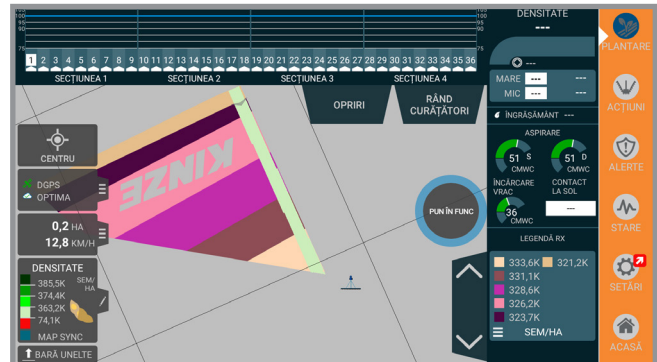 105
100
95
90
75
100
95
90
75
1 2 3 4 5 6 7 8 9 10 11 12 13 14 15 16 17 18 19 20 21 22 23 24 25 26 27 28 29 30 31 32 33 34 35 36
SECȚIUNEA 1 SECȚIUNEA 2 SECȚIUNEA 3 SECȚIUNEA 4
OPRIRI
RÂND
CURĂȚĂTORI
CENTRU
DGPS
OPTIMA
0,2 HA
12,8 KM/H
DENSITATE
SEM/
HA
385,5K
374,4K
363,2K
74,1K
MAP SYNC
BARĂ UNELTE
KINZE
PUN ÎN FUNC
DENSITATE
---
MARE --- ---
MIC --- ---
ÎNGRĂȘĂMÂNT ---
ASPIRARE
51 S
CMWC
51 D
CMWC
ÎNCĂRCARE
VRAC
36
CMWC
CONTACT
LA SOL
---
LEGENDĂ RX
333,6K 321,2K
331,1K
328,6K
326,2K
323,7K
SEM/HA
PLANTARE
ACȚIUNI
ALERTE
STARE
SETĂRI
ACASĂ